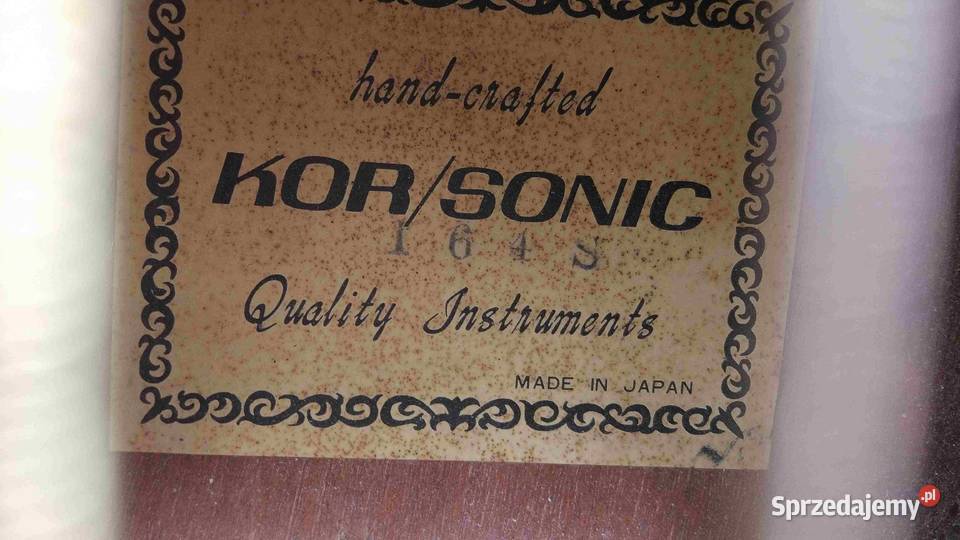 hand-crafted
KOR/SONIC
164S
Quality Instruments
MADE IN JAPAN
Sprzedajemy.pl